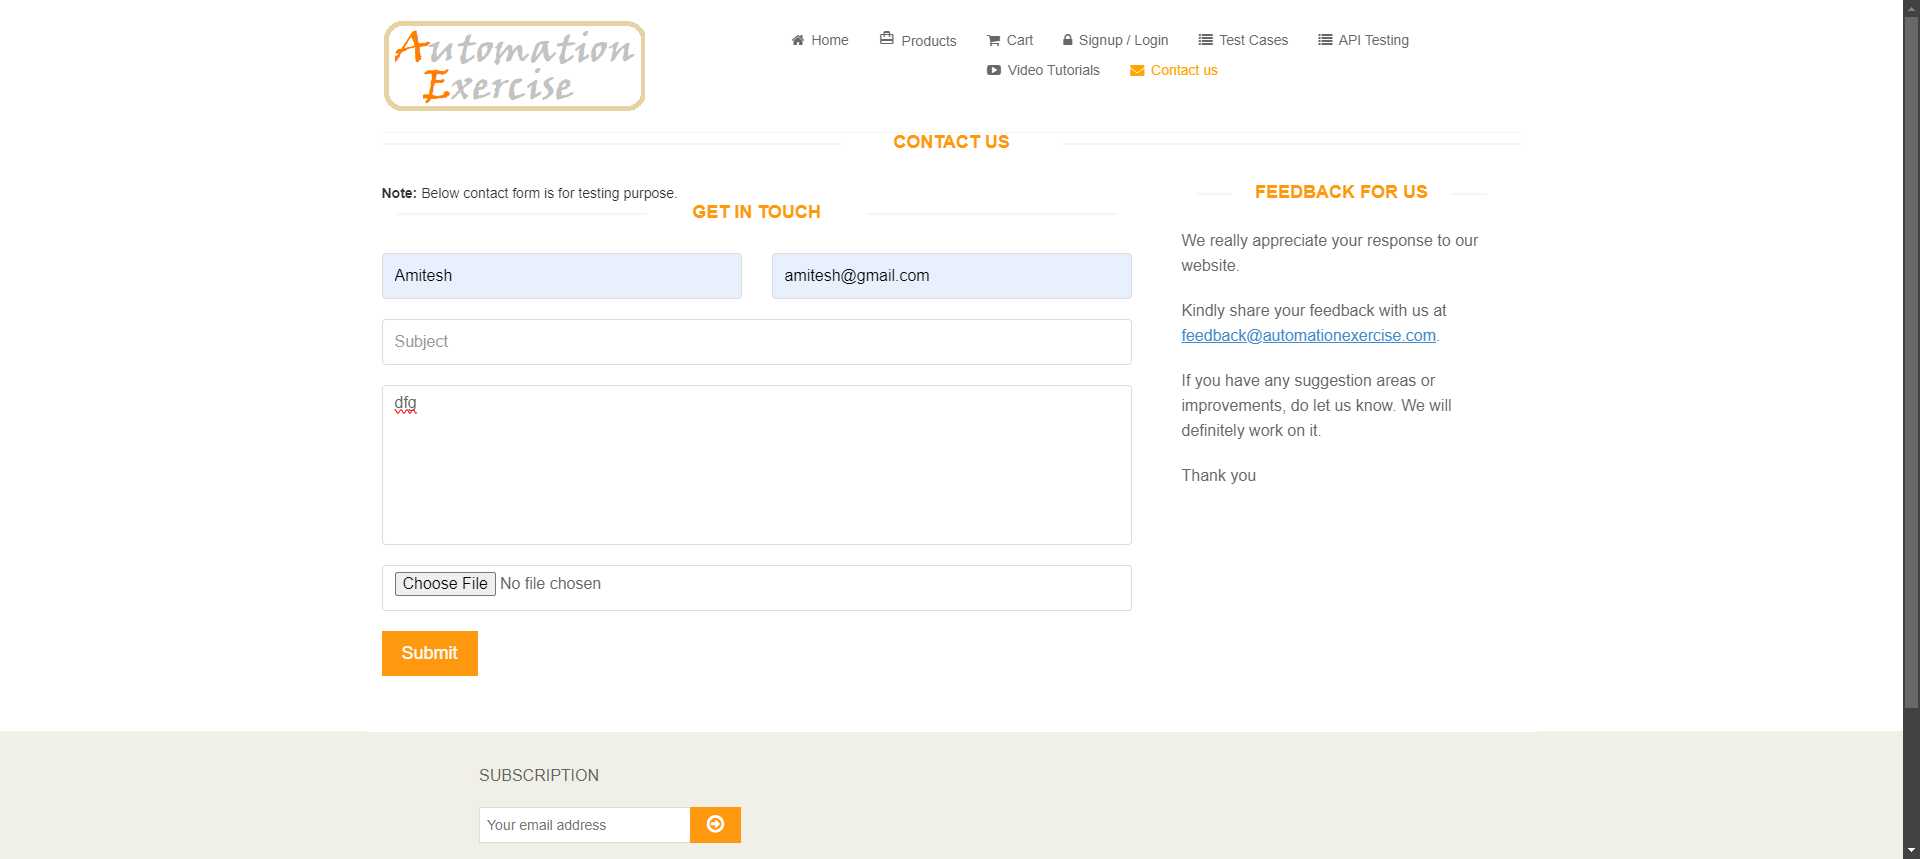 Automation
Exercise
Home Products Cart Signup / Login Test Cases API Testing
Video Tutorials Contact us
CONTACT US
Note: Below contact form is for testing purpose.
GET IN TOUCH
Amitesh amitesh@gmail.com
Subject
dfg
Choose File No file chosen
Submit
FEEDBACK FOR US
We really appreciate your response to our
website.
Kindly share your feedback with us at
feedback@automationexercise.com.
If you have any suggestion areas or
improvements, do let us know. We will
definitely work on it.
Thank you
SUBSCRIPTION
Your email address